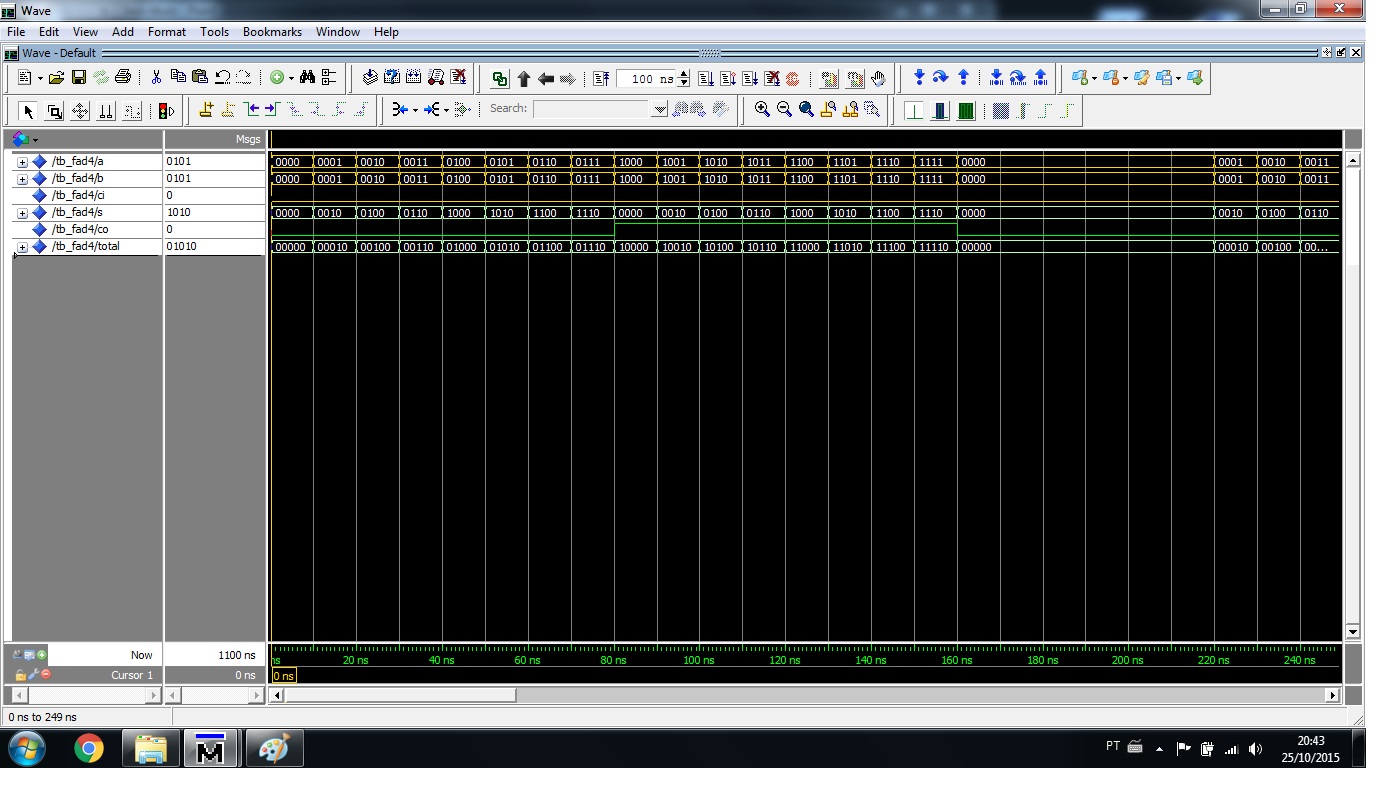 Wave
File Edit View Add Format Tools Bookmarks Window Help
Wave - Default
100 ns
Search:
Msgs
/tb_fad4/a 0101 0000 0001 0010 0011 0100 0101 0110 0111 1000 1001 1010 1011 1100 1101 1110 1111 0000 0001 0010 0011
/tb_fad4/b 0101 0000 0001 0010 0011 0100 0101 0110 0111 1000 1001 1010 1011 1100 1101 1110 1111 0000 0001 0010 0011
/tb_fad4/ci 0
/tb_fad4/s 1010 0000 0010 0100 0110 1000 1010 1100 1110 0000 0010 0100 0110 1000 1010 1100 1110 0000 0010 0100 0110
/tb_fad4/co 0
/tb_fad4/total 01010 00000 00010 00100 00110 01000 01010 01100 01110 10000 10010 10100 10110 11000 11010 11100 11110 00000 00010 00100 00...
Now 1100 ns ns 20 ns 40 ns 60 ns 80 ns 100 ns 120 ns 140 ns 160 ns 180 ns 200 ns 220 ns 240 ns
Cursor 1 0 ns 0 ns
0 ns to 249 ns
M
PT
20:43
25/10/2015